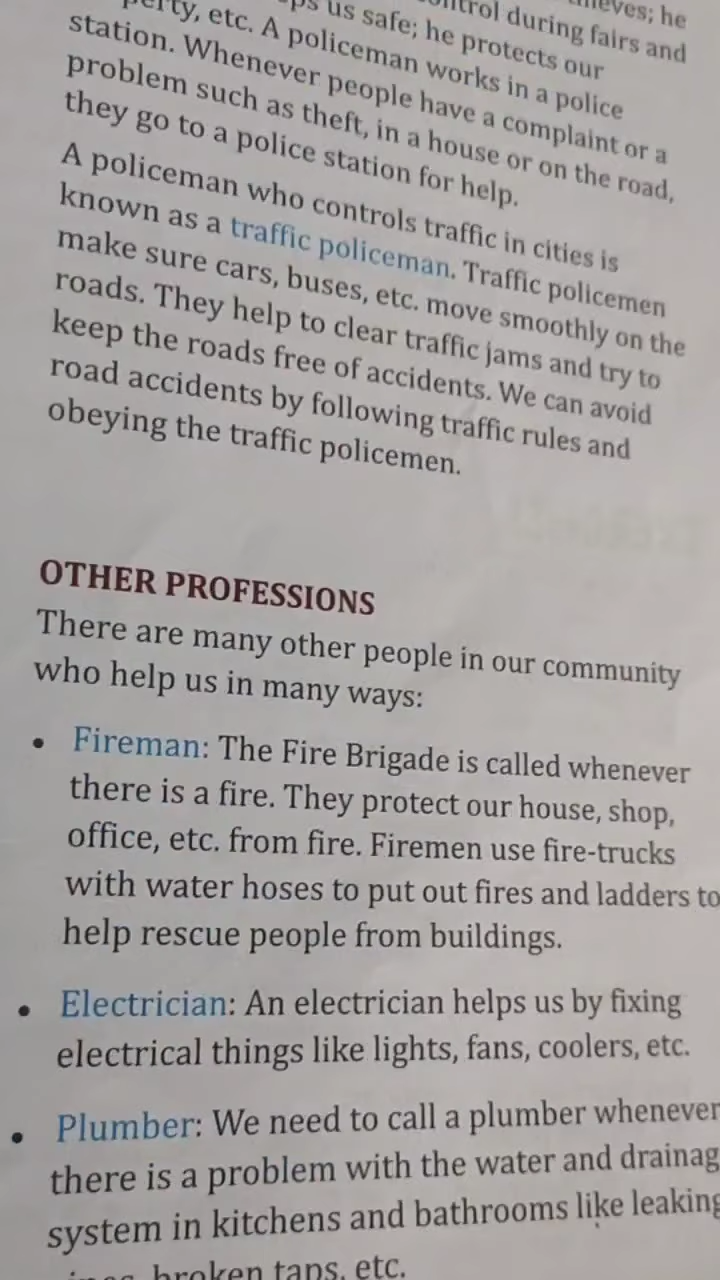 us safe; he protects our
etc. A policeman works in a police
station. Whenever people have a complaint or a
problem such as theft, in a house or on the road,
they go to a police station for help.
A policeman who controls traffic in cities is
known as a traffic policeman. Traffic policemen
make sure cars, buses, etc. move smoothly on the
roads. They help to clear traffic jams and try to
keep the roads free of accidents. We can avoid
road accidents by following traffic rules and
obeying the traffic policemen.
OTHER PROFESSIONS
There are many other people in our community
who help us in many ways:
• Fireman: The Fire Brigade is called whenever
there is a fire. They protect our house, shop,
office, etc. from fire. Firemen use fire-trucks
with water hoses to put out fires and ladders to
help rescue people from buildings.
• Electrician: An electrician helps us by fixing
electrical things like lights, fans, coolers, etc.
• Plumber: We need to call a plumber whenever
there is a problem with the water and drainag
system in kitchens and bathrooms like leaking
broken taps, etc.